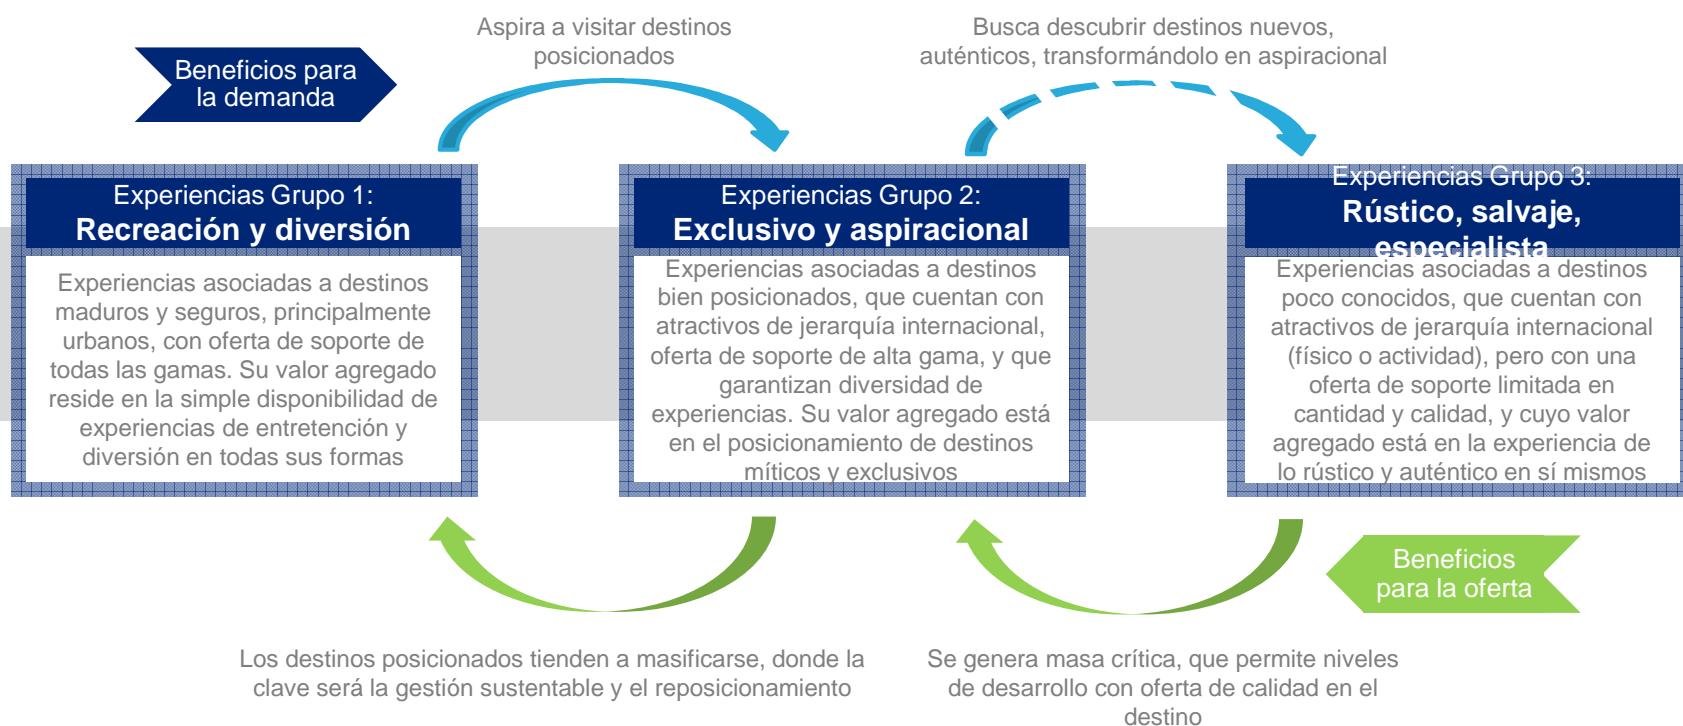 Aspira a visitar destinos
posicionados
Busca descubrir destinos nuevos,
auténticos, transformándolo en aspiracional
Beneficios para
la demanda
Experiencias Grupo 1:
Recreación y diversión
Experiencias asociadas a destinos
maduros y seguros, principalmente
urbanos, con oferta de soporte de
todas las gamas. Su valor agregado
reside en la simple disponibilidad de
experiencias de entretención y
diversión en todas sus formas
Experiencias Grupo 2:
Exclusivo y aspiracional
Experiencias asociadas a destinos
bien posicionados, que cuentan con
atractivos de jerarquía internacional,
oferta de soporte de alta gama, y que
garantizan diversidad de
experiencias. Su valor agregado está
en el posicionamiento de destinos
míticos y exclusivos
Experiencias Grupo 3:
Rústico, salvaje,
especialista
Experiencias asociadas a destinos
poco conocidos, que cuentan con
atractivos de jerarquía internacional
(físico o actividad), pero con una
oferta de soporte limitada en
cantidad y calidad, y cuyo valor
agregado está en la experiencia de
lo rústico y auténtico en sí mismos
Beneficios
para la oferta
Los destinos posicionados tienden a masificarse, donde la
clave será la gestión sustentable y el reposicionamiento
Se genera masa crítica, que permite niveles
de desarrollo con oferta de calidad en el
destino